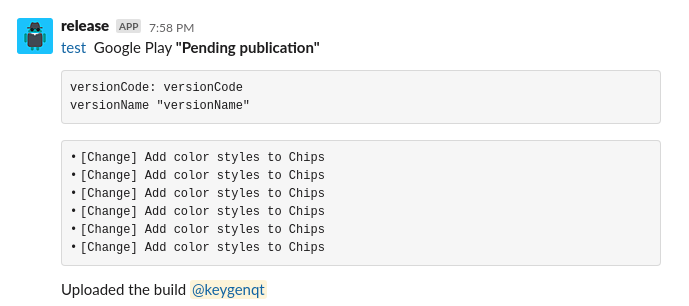 release APP 7:58 PM
test Google Play "Pending publication"
versionCode: versionCode
versionName "versionName"
• [Change] Add color styles to Chips
• [Change] Add color styles to Chips
• [Change] Add color styles to Chips
• [Change] Add color styles to Chips
• [Change] Add color styles to Chips
• [Change] Add color styles to Chips
Uploaded the build @keygenqt